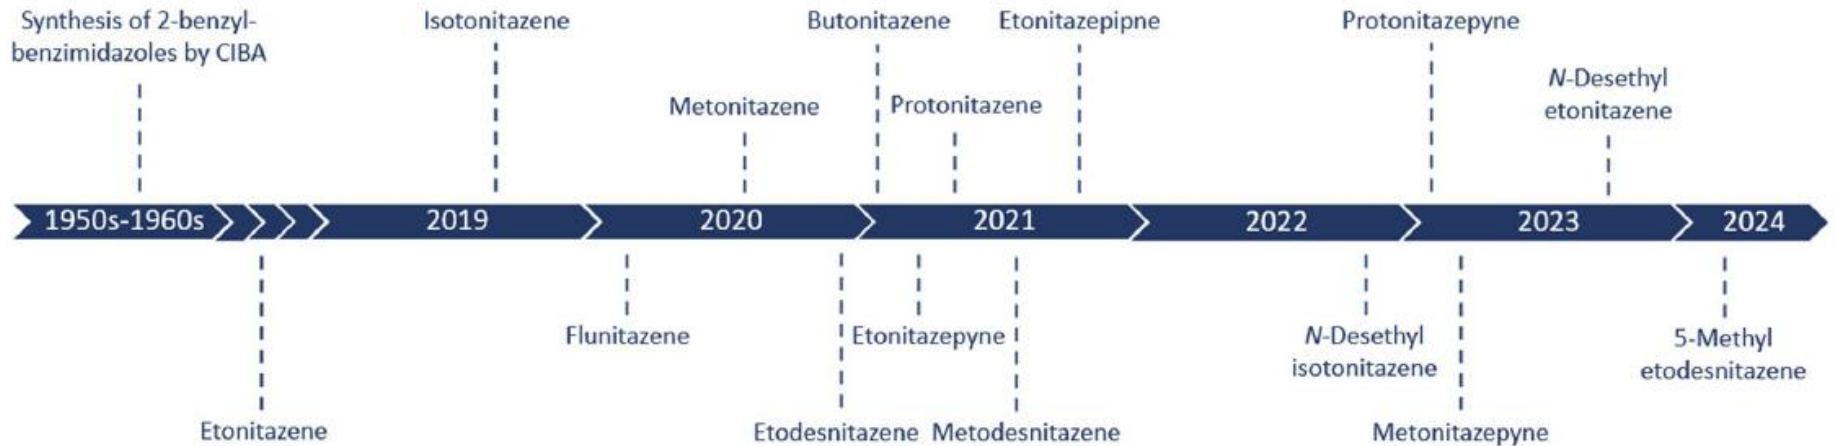 Synthesis of 2-benzyl-
benzimidazoles by CIBA
Isotonitazene
Butonitazene
Etonitazepipne
Protonitazepyne
Metonitazene
Protonitazene
N-Desethyl
etonitazene
1950s-1960s
2019
2020
2021
2022
2023
2024
Flunitazene
Etonitazepyne
N-Desethyl
isotonitazene
5-Methyl
etodesnitazene
Etonitazene
Etodesnitazene
Metodesnitazene
Metonitazepyne